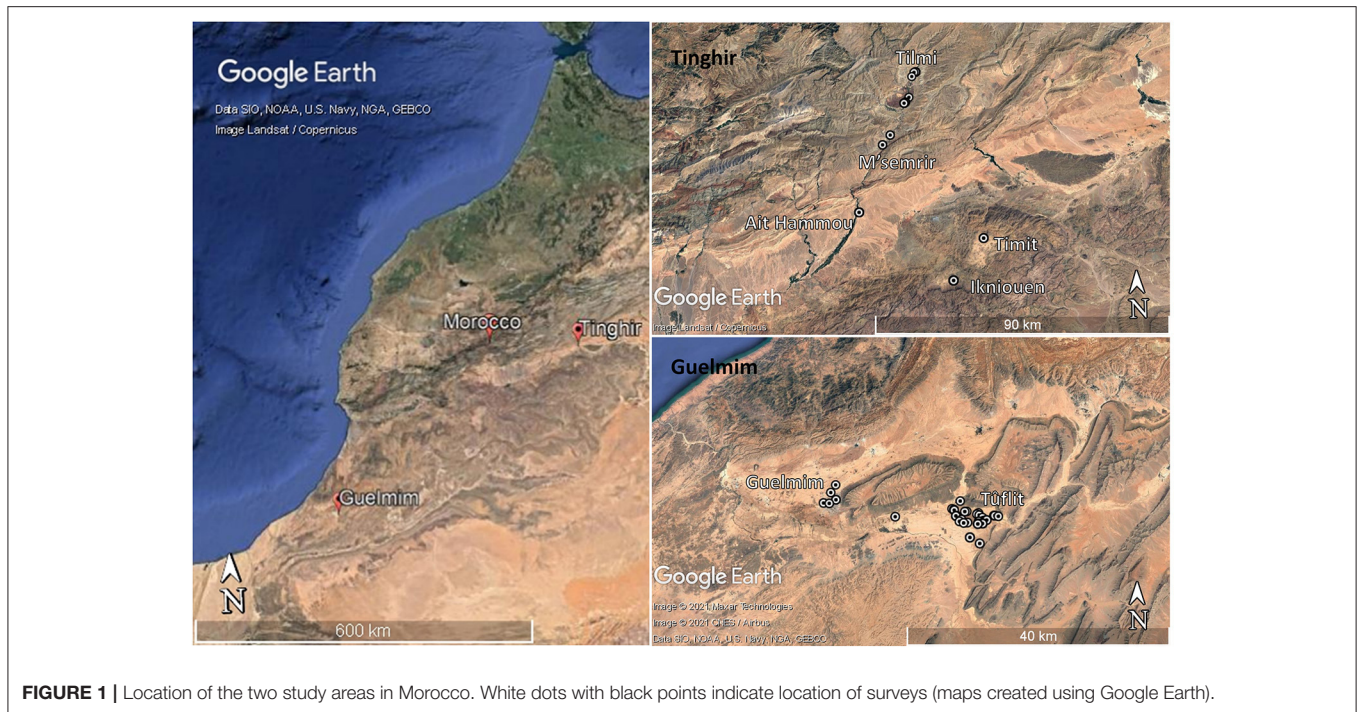 Google Earth
Data SIO, NOAA, U.S. Navy, NGA, GEBCO
Image Landsat / Copernicus
Morocco
Tinghir
Guelmim
N
600 km
Tinghir
Tilmi
M'semrir
Ait Hammou
Timit
Ikniouen
Google Earth
Image Landsat / Copernicus
N
90 km
Guelmim
Guelmim
Tûflit
Google Earth
Image © 2021 Maxar Technologies
Image © 2021 CNES / Airbus
Data SIO, NOAA, U.S. Navy, NGA, GEBCO
N
40 km
FIGURE 1 | Location of the two study areas in Morocco. White dots with black points indicate location of surveys (maps created using Google Earth).